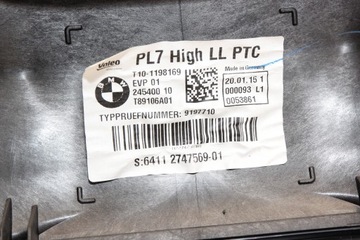 Valeo
PL7 High LL PTC
T10-1198169
EVP 01
245400 10
T89106A01
BMW
Made in Germany
20.01.15 1
000093 L1
0053861
TYPPRUEFNUMMER: 9197710
S:6411 2747569-01